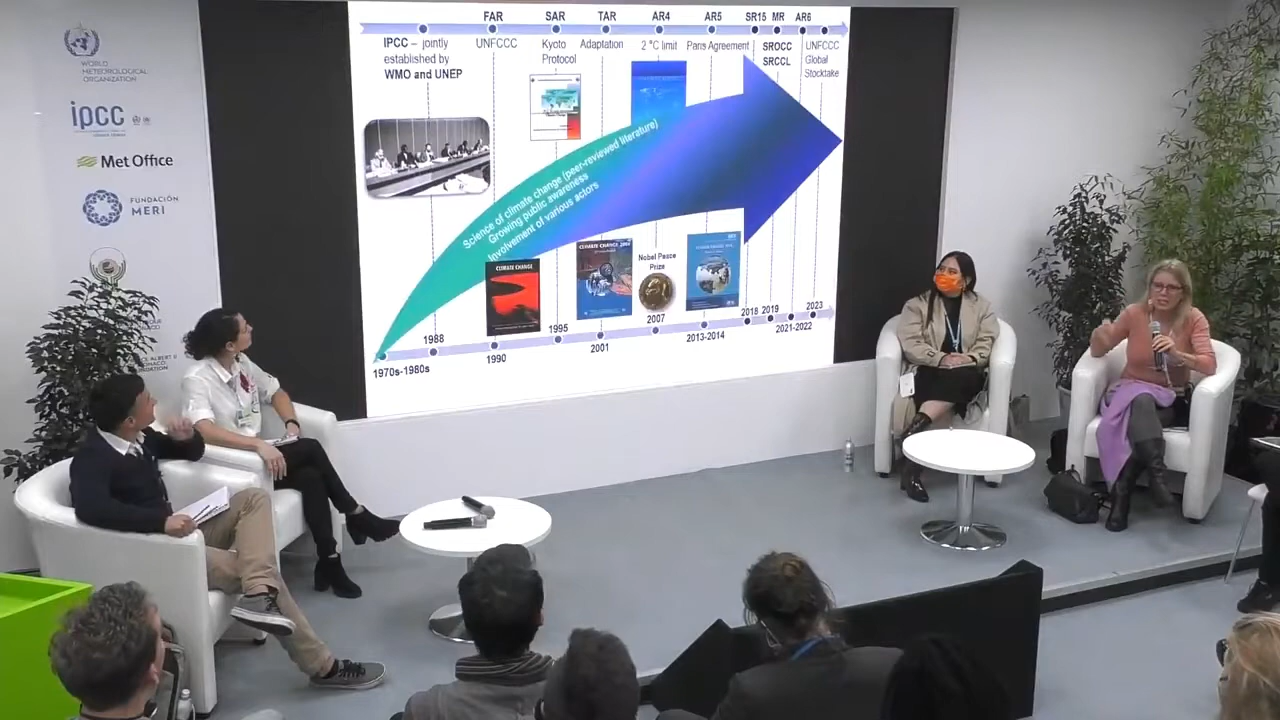 WORLD
METEOROLOGICAL
ORGANIZATION
ipcc
Met Office
FUNDACIÓN
MERI
FAR
SAR
TAR
AR4
AR5
SR15
MR
AR6
IPCC – jointly
established by
WMO and UNEP
UNFCCC
Kyoto
Protocol
Adaptation
2 °C limit
Paris Agreement
SROCC
SRCCL
UNFCCC
Global
Stocktake
Science of climate change (peer-reviewed literature)
Growing public awareness
Involvement of various actors
CLIMATE CHANGE
CLIMATE CHANGE
Nobel Peace
Prize
1970s-1980s
1988
1990
1995
2001
2007
2013-2014
2018
2019
2021-2022
2023